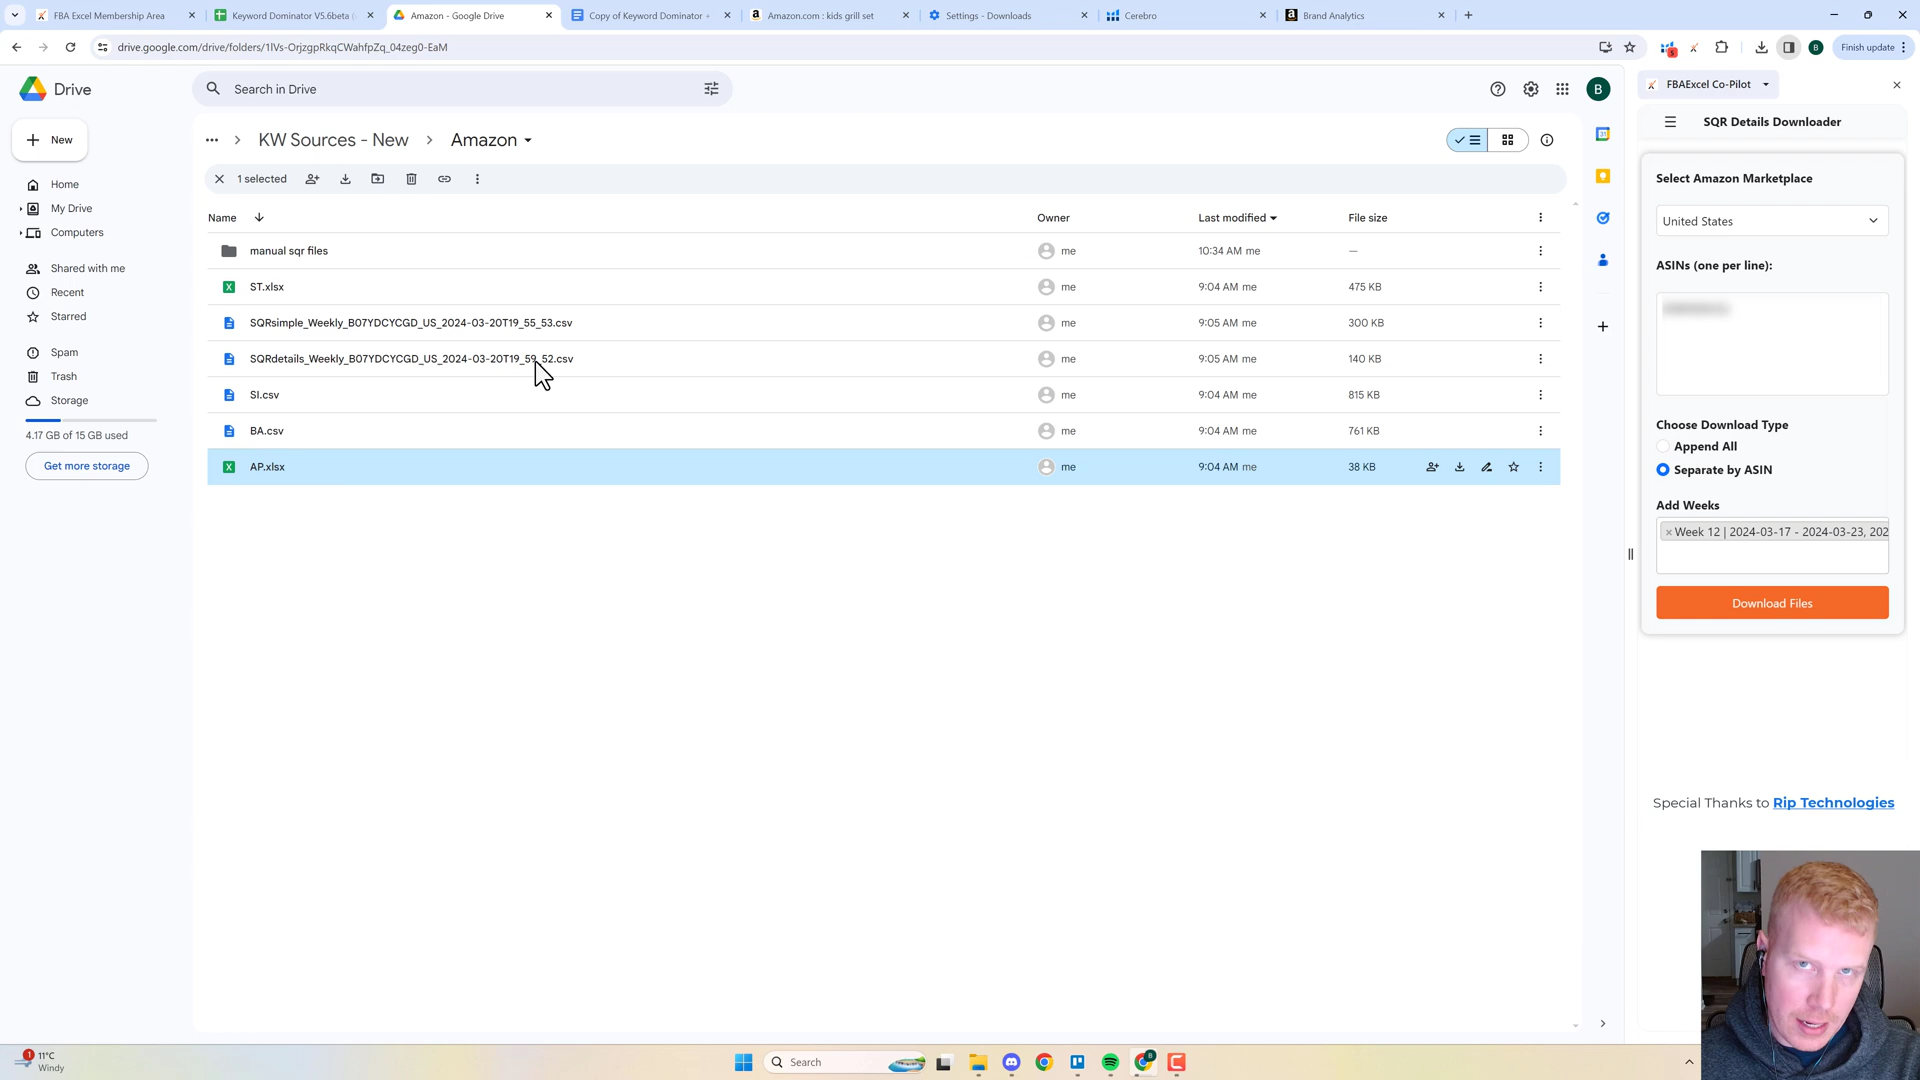 FBA Excel Membership Area
Keyword Dominator V5.6beta (
Amazon - Google Drive
Copy of Keyword Dominator +
Amazon.com : kids grill set
Settings - Downloads
Cerebro
Brand Analytics
drive.google.com/drive/folders/1lVs-OrjzgpRkqCWahfpZq_04zeg0-EaM
5
B
Finish update
Drive
Search in Drive
B
FBAExcel Co-Pilot
SQR Details Downloader
New
KW Sources - New
Amazon
1 selected
Home
My Drive
Computers
Shared with me
Recent
Starred
Spam
Trash
Storage
4.17 GB of 15 GB used
Get more storage
Name
Owner
Last modified
File size
manual sqr files
me
10:34 AM me
—
ST.xlsx
me
9:04 AM me
475 KB
SQRsimple_Weekly_B07YDCYCGD_US_2024-03-20T19_55_53.csv
me
9:05 AM me
300 KB
SQRdetails_Weekly_B07YDCYCGD_US_2024-03-20T19_59_52.csv
me
9:05 AM me
140 KB
SI.csv
me
9:04 AM me
815 KB
BA.csv
me
9:04 AM me
761 KB
AP.xlsx
me
9:04 AM me
38 KB
31
Select Amazon Marketplace
United States
ASINs (one per line):
Choose Download Type
Append All
Separate by ASIN
Add Weeks
× Week 12 | 2024-03-17 - 2024-03-23, 202
Download Files
Special Thanks to Rip Technologies
1
11°C
Windy
Search
B